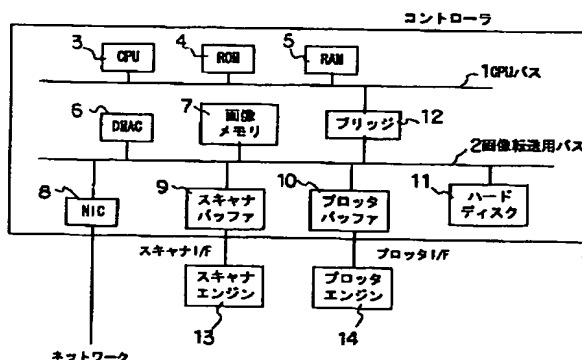 コントローラ
3 CPU
4 ROM
5 RAM
1 CPUバス
6 DMAC
7 画像
メモリ
ブリッジ 12
2 画像転送用バス
8 NIC
9 スキャナ
バッファ
10 プロッタ
バッファ
11 ハード
ディスク
スキャナI/F
プロッタI/F
スキャナ
エンジン
13
プロッタ
エンジン
14
ネットワーク